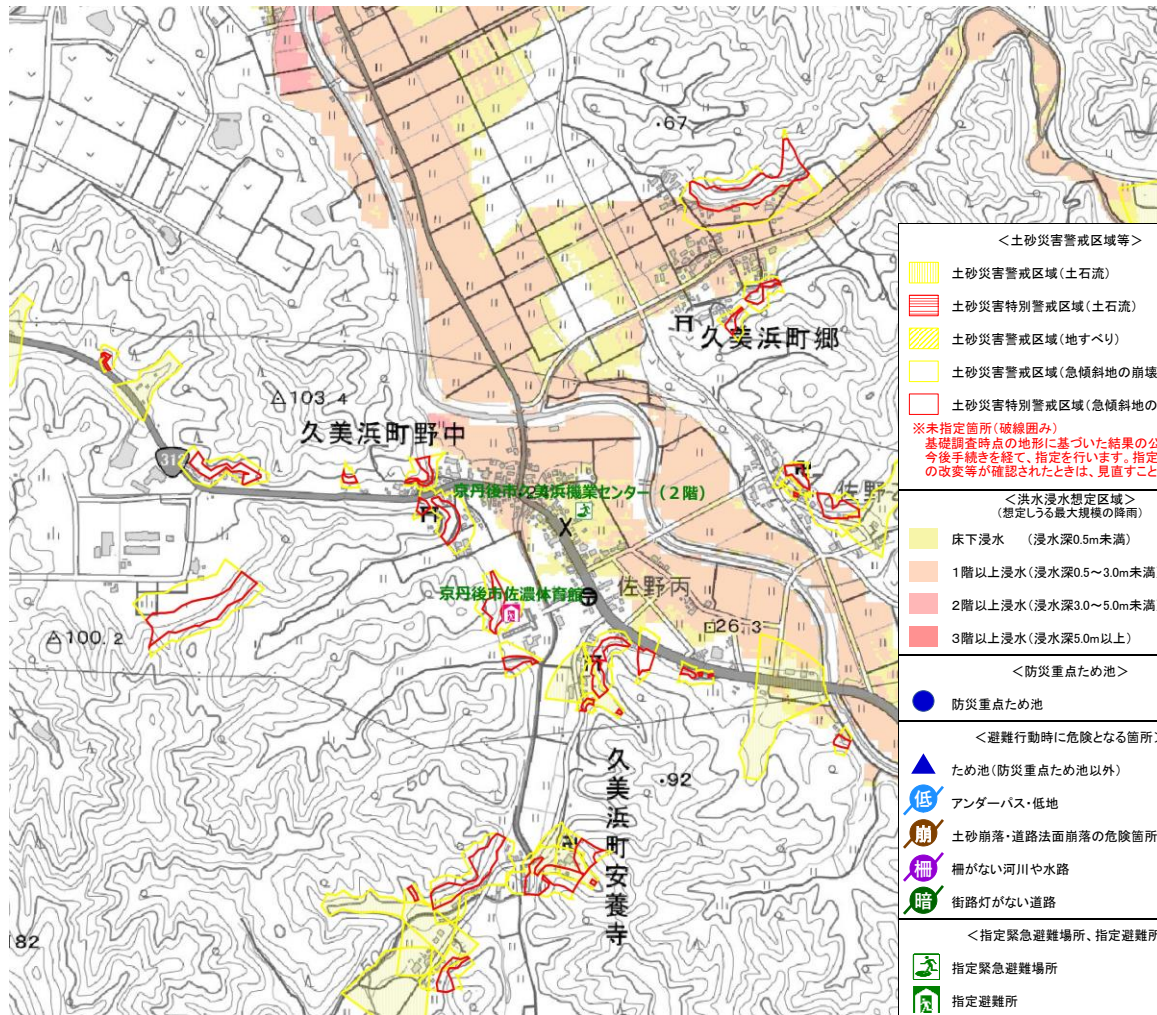 ・67
久美浜町郷
△103.4
久美浜町野中
312
京丹後市久美浜機業センター（２階）
佐野
京丹後市佐濃体育館
佐野丙
26.3
△100.2
久美浜町安養寺
・92
50
182
＜土砂災害警戒区域等＞
土砂災害警戒区域（土石流）
土砂災害特別警戒区域（土石流）
土砂災害警戒区域（地すべり）
土砂災害警戒区域（急傾斜地の崩壊
土砂災害特別警戒区域（急傾斜地の
※未指定箇所（破線囲み）
基礎調査時点の地形に基づいた結果の公
今後手続きを経て、指定を行います。指定
の改変等が確認されたときは、見直すこと
＜洪水浸水想定区域＞
（想定しうる最大規模の降雨）
床下浸水　（浸水深0.5m未満）
１階以上浸水（浸水深0.5～3.0m未満
２階以上浸水（浸水深3.0～5.0m未満
３階以上浸水（浸水深5.0m以上）
＜防災重点ため池＞
防災重点ため池
＜避難行動時に危険となる箇所＞
ため池（防災重点ため池以外）
低 アンダーパス・低地
崩 土砂崩落・道路法面崩落の危険箇所
柵 柵がない河川や水路
暗 街路灯がない道路
＜指定緊急避難場所、指定避難所
指定緊急避難場所
指定避難所